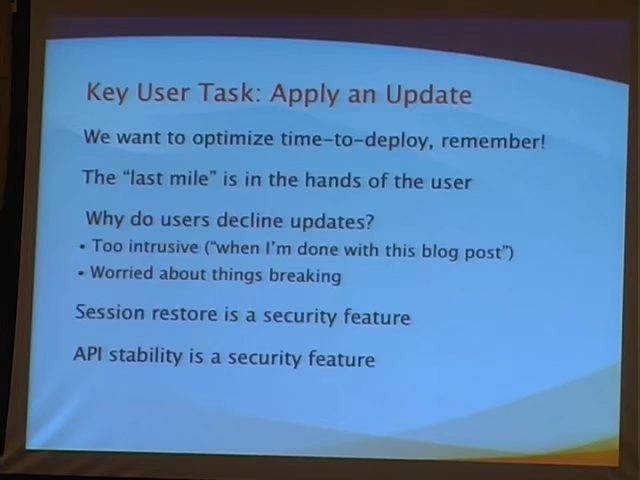 Key User Task: Apply an Update
We want to optimize time-to-deploy, remember!
The “last mile” is in the hands of the user
Why do users decline updates?
• Too intrusive (“when I’m done with this blog post”)
• Worried about things breaking
Session restore is a security feature
API stability is a security feature